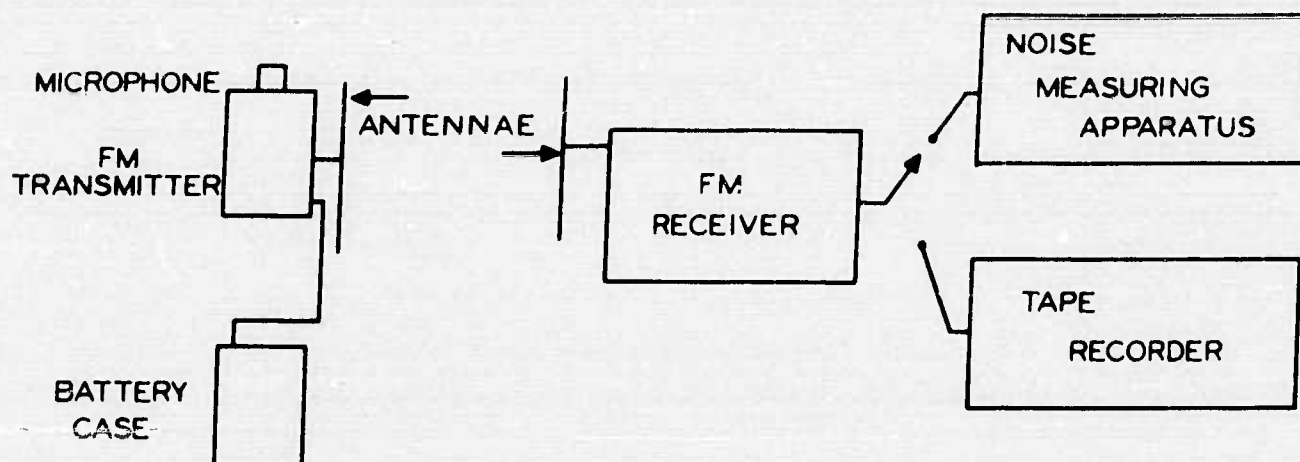 MICROPHONE
FM
TRANSMITTER
BATTERY
CASE
ANTENNAE
FM
RECEIVER
NOISE
MEASURING
APPARATUS
TAPE
RECORDER